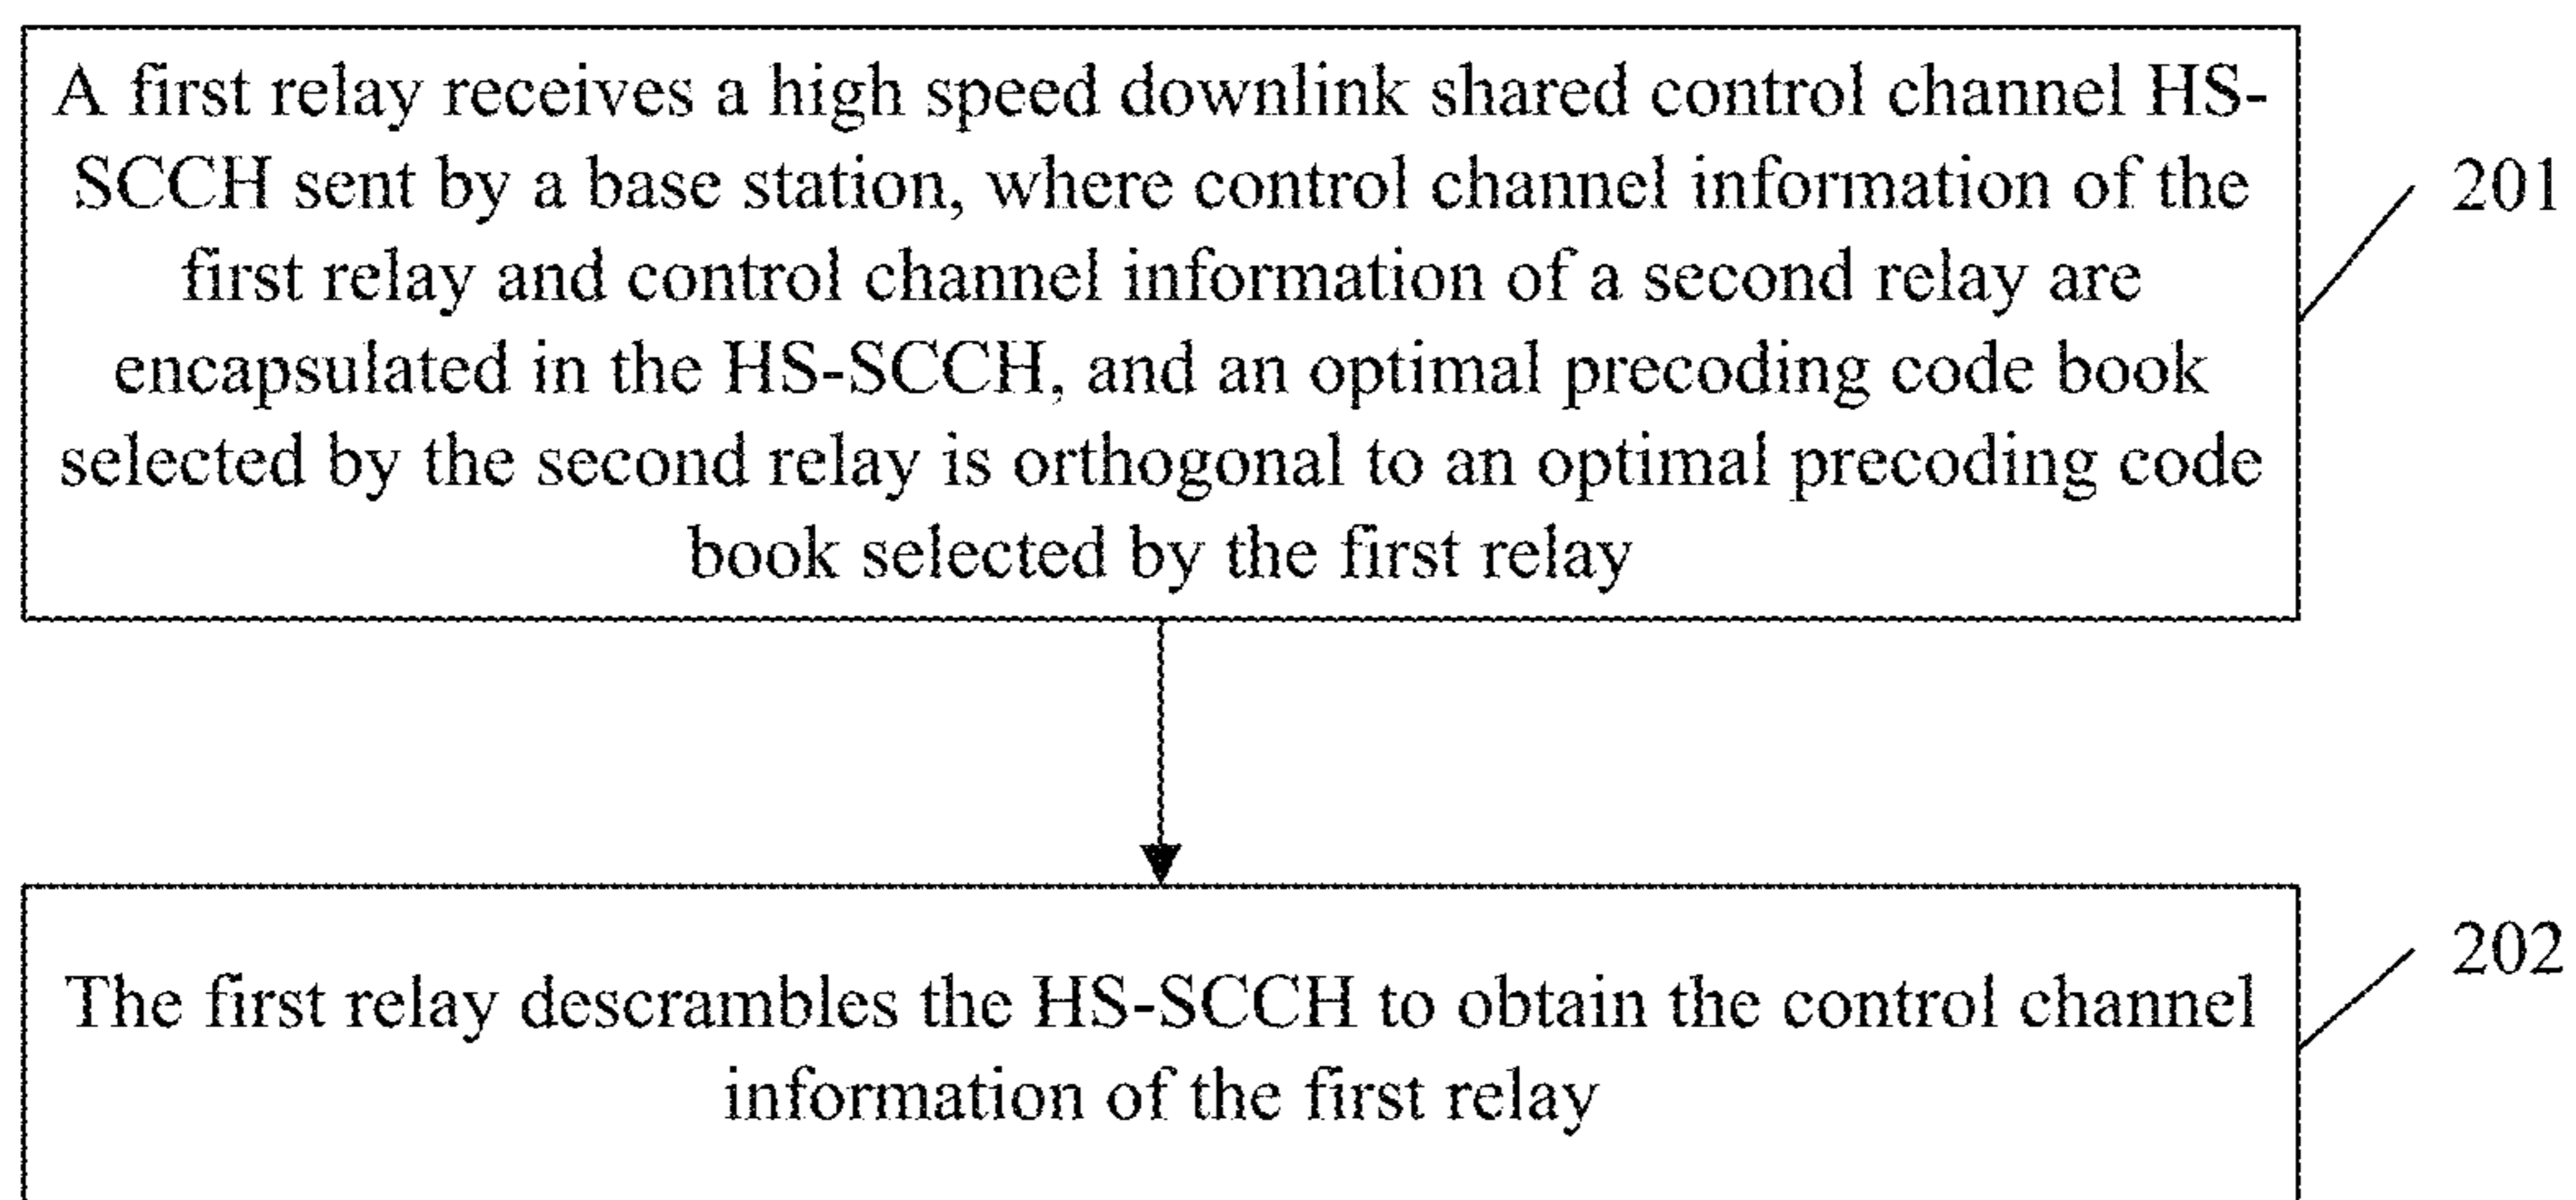 A first relay receives a high speed downlink shared control channel HS-
SCCH sent by a base station, where control channel information of the
first relay and control channel information of a second relay are
encapsulated in the HS-SCCH, and an optimal precoding code book
selected by the second relay is orthogonal to an optimal precoding code
book selected by the first relay
201
The first relay descrambles the HS-SCCH to obtain the control channel
information of the first relay
202